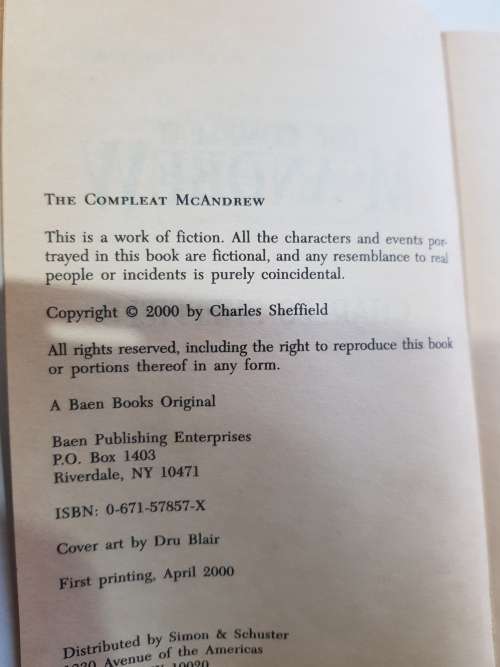 THE COMPLEAT MCANDREW
This is a work of fiction. All the characters and events por-
trayed in this book are fictional, and any resemblance to real
people or incidents is purely coincidental.
Copyright © 2000 by Charles Sheffield
All rights reserved, including the right to reproduce this book
or portions thereof in any form.
A Baen Books Original
Baen Publishing Enterprises
P.O. Box 1403
Riverdale, NY 10471
ISBN: 0-671-57857-X
Cover art by Dru Blair
First printing, April 2000
Distributed by Simon & Schuster
Avenue of the Americas
10020